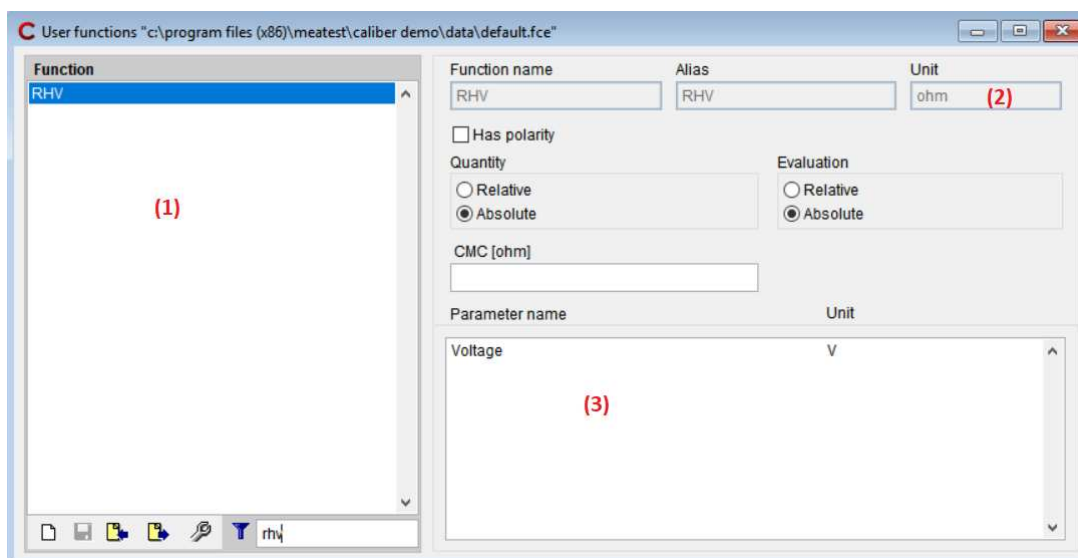 User functions "c:\program files (x86)\meatest\caliber demo\data\default.fce"
Function
RHV
(1)
rhv
Function name Alias Unit
RHV RHV ohm (2)
Has polarity
Quantity Evaluation
Relative Relative
Absolute Absolute
CMC [ohm]
Parameter name Unit
Voltage V
(3)